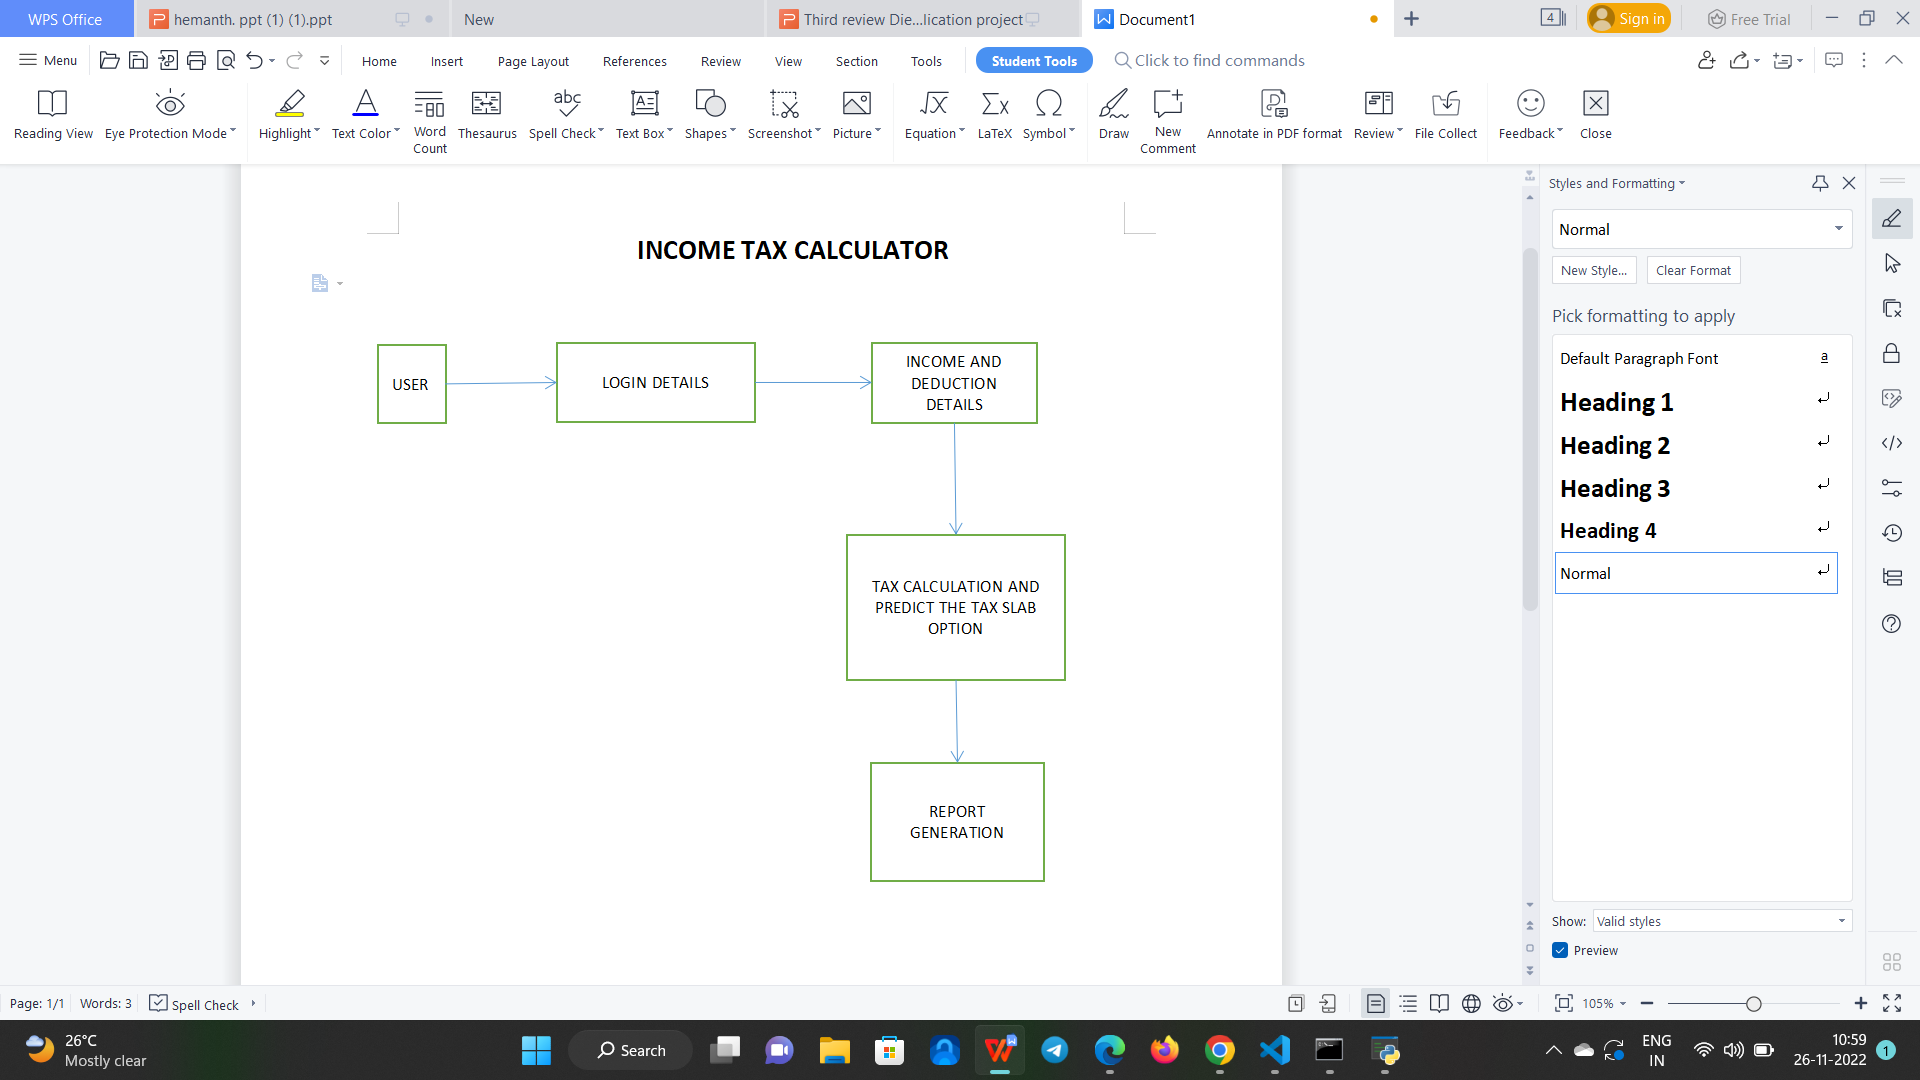 WPS Office
hemanth. ppt (1) (1).ppt
New
Third review Die...lication project
Document1
4
Sign in
Free Trial
Menu
Home
Insert
Page Layout
References
Review
View
Section
Tools
Student Tools
Click to find commands
Reading View
Eye Protection Mode
Highlight
Text Color
Word
Count
Thesaurus
abc
Spell Check
Text Box
Shapes
Screenshot
Picture
Equation
LaTeX
Symbol
Draw
New
Comment
Annotate in PDF format
Review
File Collect
Feedback
Close
INCOME TAX CALCULATOR
USER
LOGIN DETAILS
INCOME AND
DEDUCTION
DETAILS
TAX CALCULATION AND
PREDICT THE TAX SLAB
OPTION
REPORT
GENERATION
Styles and Formatting
Normal
New Style...
Clear Format
Pick formatting to apply
Default Paragraph Font a
Heading 1
Heading 2
Heading 3
Heading 4
Normal
Show: Valid styles
Preview
Page: 1/1
Words: 3
Spell Check
105%
26°C
Mostly clear
Search
ENG
IN
10:59
26-11-2022
1